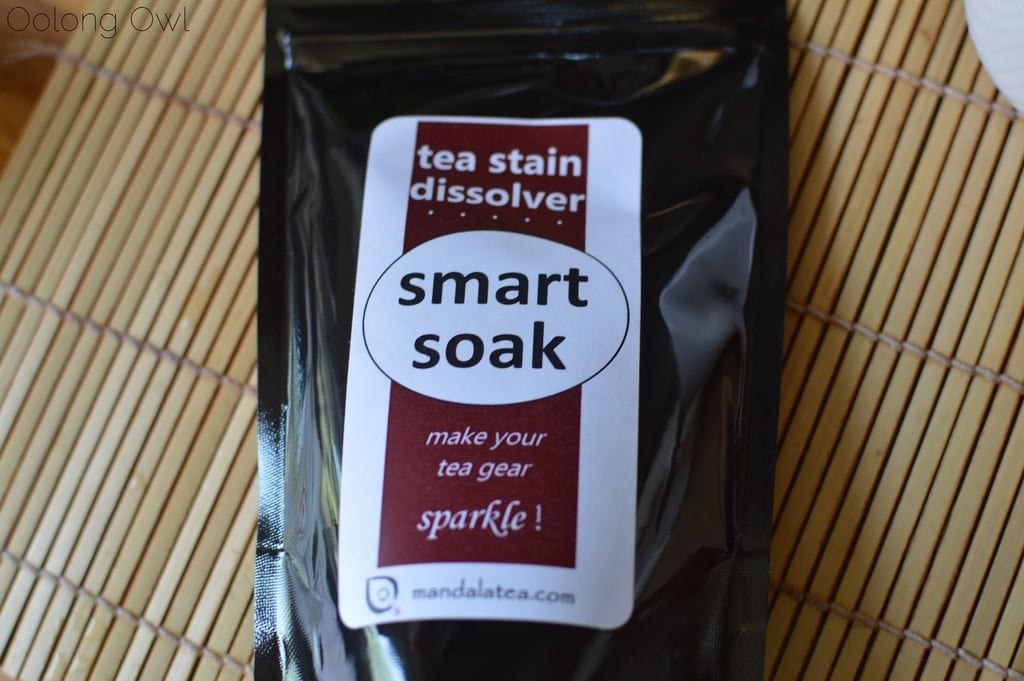 Oolong Owl
tea stain
dissolver
. . . . .
smart
soak
make your
tea gear
sparkle !
mandalatea.com